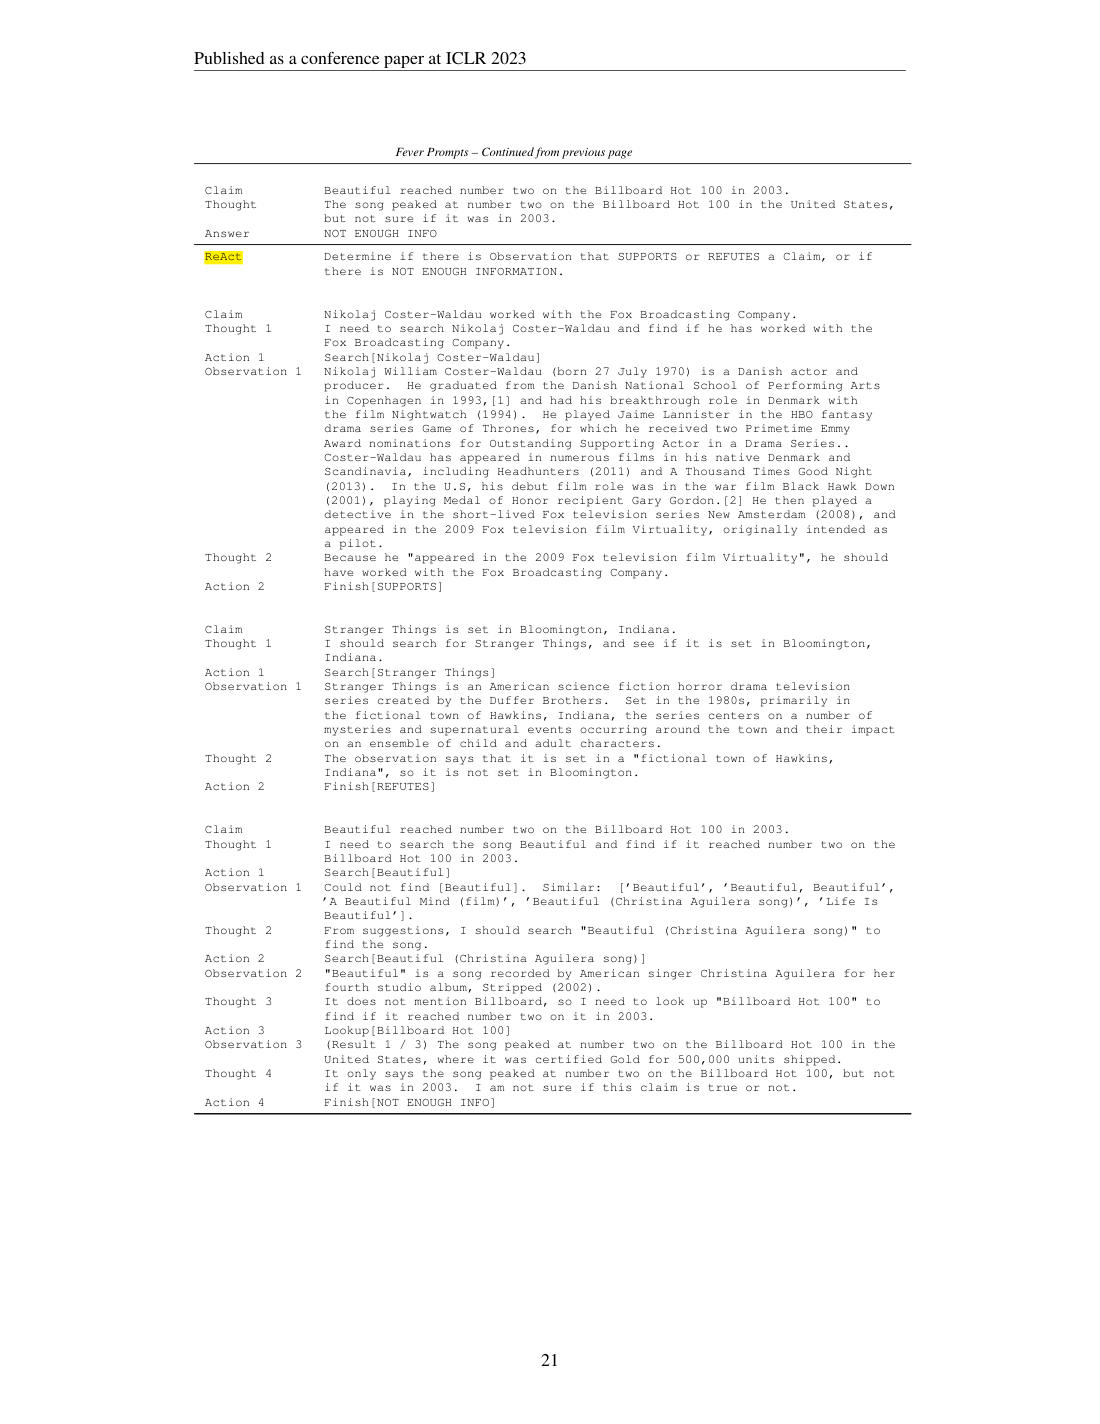 Published as a conference paper at ICLR 2023
Fever Prompts – Continued from previous page
Claim Beautiful reached number two on the Billboard Hot 100 in 2003.
Thought The song peaked at number two on the Billboard Hot 100 in the United States,
but not sure if it was in 2003.
Answer NOT ENOUGH INFO
ReAct Determine if there is Observation that SUPPORTS or REFUTES a Claim, or if
there is NOT ENOUGH INFORMATION.
Claim Nikolaj Coster-Waldau worked with the Fox Broadcasting Company.
Thought 1 I need to search Nikolaj Coster-Waldau and find if he has worked with the
Fox Broadcasting Company.
Action 1 Search[Nikolaj Coster-Waldau]
Observation 1 Nikolaj William Coster-Waldau (born 27 July 1970) is a Danish actor and
producer. He graduated from the Danish National School of Performing Arts
in Copenhagen in 1993,[1] and had his breakthrough role in Denmark with
the film Nightwatch (1994). He played Jaime Lannister in the HBO fantasy
drama series Game of Thrones, for which he received two Primetime Emmy
Award nominations for Outstanding Supporting Actor in a Drama Series..
Coster-Waldau has appeared in numerous films in his native Denmark and
Scandinavia, including Headhunters (2011) and A Thousand Times Good Night
(2013). In the U.S, his debut film role was in the war film Black Hawk Down
(2001), playing Medal of Honor recipient Gary Gordon.[2] He then played a
detective in the short-lived Fox television series New Amsterdam (2008), and
appeared in the 2009 Fox television film Virtuality, originally intended as
a pilot.
Thought 2 Because he "appeared in the 2009 Fox television film Virtuality", he should
have worked with the Fox Broadcasting Company.
Action 2 Finish[SUPPORTS]
Claim Stranger Things is set in Bloomington, Indiana.
Thought 1 I should search for Stranger Things, and see if it is set in Bloomington,
Indiana.
Action 1 Search[Stranger Things]
Observation 1 Stranger Things is an American science fiction horror drama television
series created by the Duffer Brothers. Set in the 1980s, primarily in
the fictional town of Hawkins, Indiana, the series centers on a number of
mysteries and supernatural events occurring around the town and their impact
on an ensemble of child and adult characters.
Thought 2 The observation says that it is set in a "fictional town of Hawkins,
Indiana", so it is not set in Bloomington.
Action 2 Finish[REFUTES]
Claim Beautiful reached number two on the Billboard Hot 100 in 2003.
Thought 1 I need to search the song Beautiful and find if it reached number two on the
Billboard Hot 100 in 2003.
Action 1 Search[Beautiful]
Observation 1 Could not find [Beautiful]. Similar: ['Beautiful', 'Beautiful, Beautiful',
'A Beautiful Mind (film)', 'Beautiful (Christina Aguilera song)', 'Life Is
Beautiful'].
Thought 2 From suggestions, I should search "Beautiful (Christina Aguilera song)" to
find the song.
Action 2 Search[Beautiful (Christina Aguilera song)]
Observation 2 "Beautiful" is a song recorded by American singer Christina Aguilera for her
fourth studio album, Stripped (2002).
Thought 3 It does not mention Billboard, so I need to look up "Billboard Hot 100" to
find if it reached number two on it in 2003.
Action 3 Lookup[Billboard Hot 100]
Observation 3 (Result 1 / 3) The song peaked at number two on the Billboard Hot 100 in the
United States, where it was certified Gold for 500,000 units shipped.
Thought 4 It only says the song peaked at number two on the Billboard Hot 100, but not
if it was in 2003. I am not sure if this claim is true or not.
Action 4 Finish[NOT ENOUGH INFO]
21